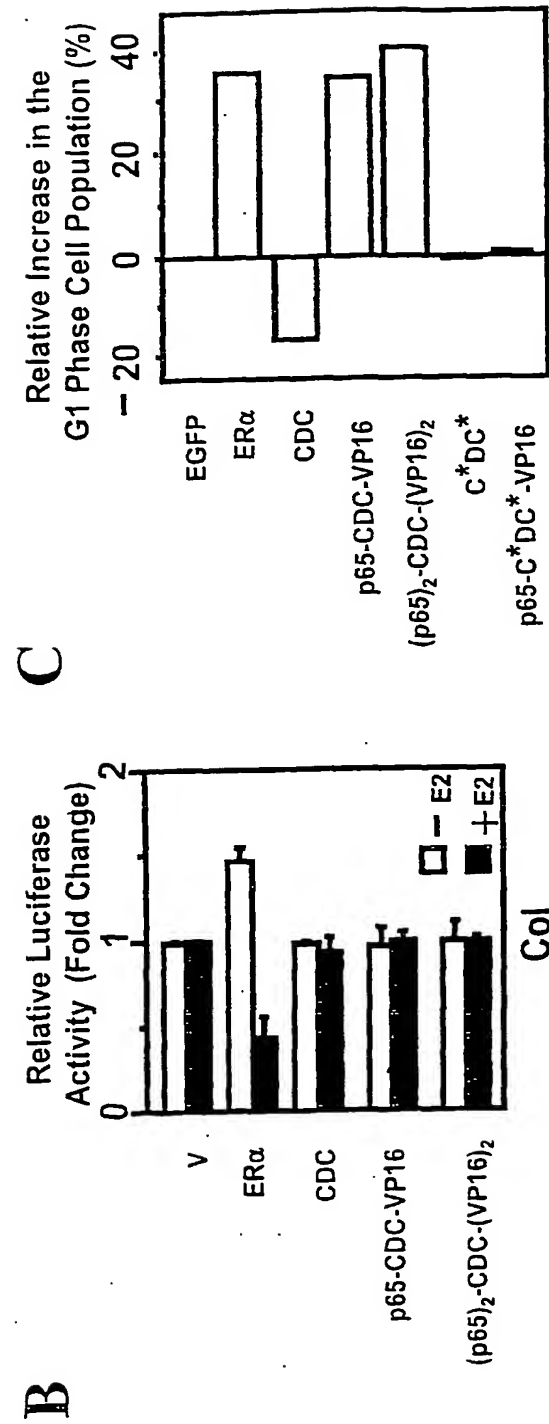 B
Relative Luciferase
Activity (Fold Change)
0 1 2
V
ERα
CDC
p65-CDC-VP16
(p65)₂-CDC-(VP16)₂
− E2
+ E2
Col
C
Relative Increase in the
G1 Phase Cell Population (%)
− 20 0 20 40
EGFP
ERα
CDC
p65-CDC-VP16
(p65)₂-CDC-(VP16)₂
C*DC*
p65-C*DC*-VP16